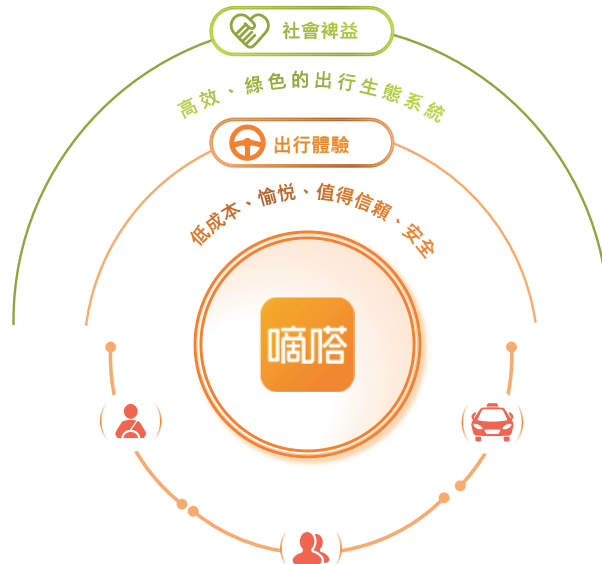 社會裨益
高效、綠色的出行生態系統
出行體驗
低成本、愉悅、值得信賴、安全
嘀嗒